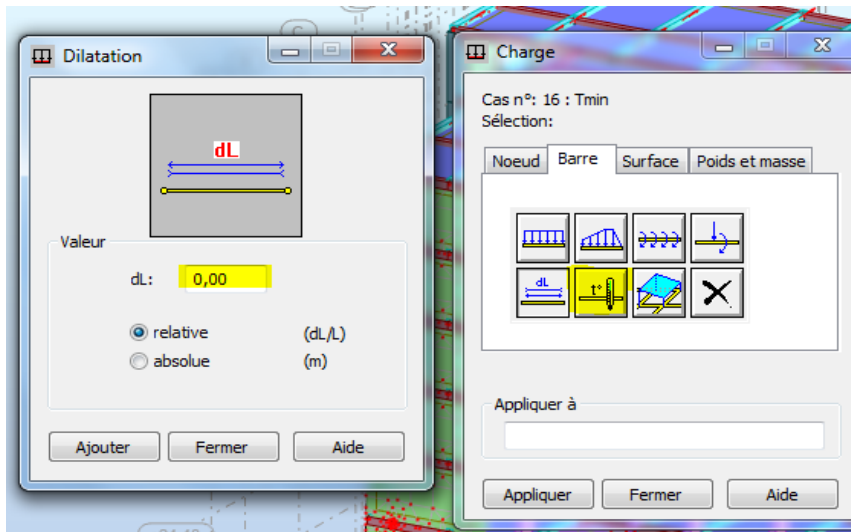 Dilatation
dL
Valeur
dL: 0,00
relative (dL/L)
absolue (m)
Ajouter Fermer Aide
Charge
Cas n°: 16 : Tmin
Sélection:
Noeud Barre Surface Poids et masse
dL t°
Appliquer à
Appliquer Fermer Aide